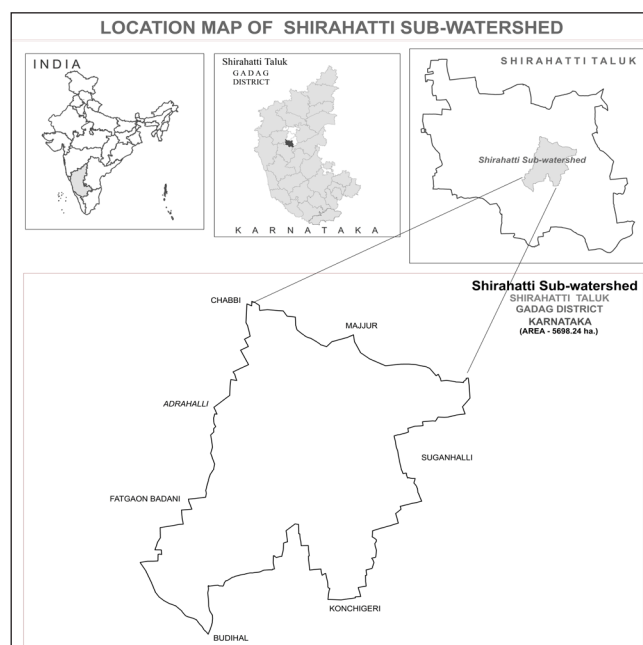 LOCATION MAP OF SHIRAHATTI SUB-WATERSHED
INDIA
Shirahatti Taluk
GADAG
DISTRICT
KARNATAKA
SHIRAHATTI TALUK
Shirahatti Sub-watershed
Shirahatti Sub-watershed
SHIRAHATTI TALUK
GADAG DISTRICT
KARNATAKA
(AREA - 5698.24 ha.)
CHABBI
MAJJUR
ADRAHALLI
SUGANHALLI
FATGAON BADANI
KONCHIGERI
BUDIHAL